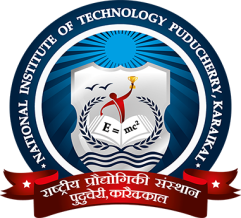 NATIONAL INSTITUTE OF TECHNOLOGY PUDUCHERRY, KARAIKAL
E = mc²
राष्ट्रीय प्रौद्योगिकी संस्थान
पुदुचेरी, कारैकाल